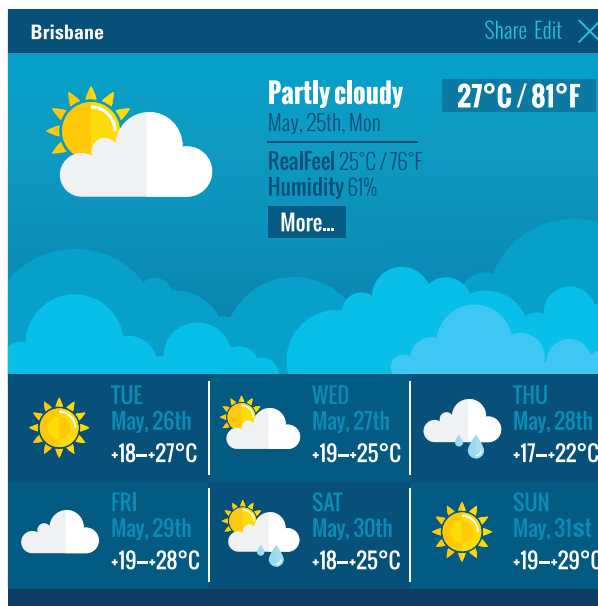 Brisbane
Share Edit
Partly cloudy
27°C / 81°F
May, 25th, Mon
RealFeel 25°C / 76°F
Humidity 61%
More...
TUE
May, 26th
+18—+27°C
WED
May, 27th
+19—+25°C
THU
May, 28th
+17—+22°C
FRI
May, 29th
+19—+28°C
SAT
May, 30th
+18—+25°C
SUN
May, 31st
+19—+29°C